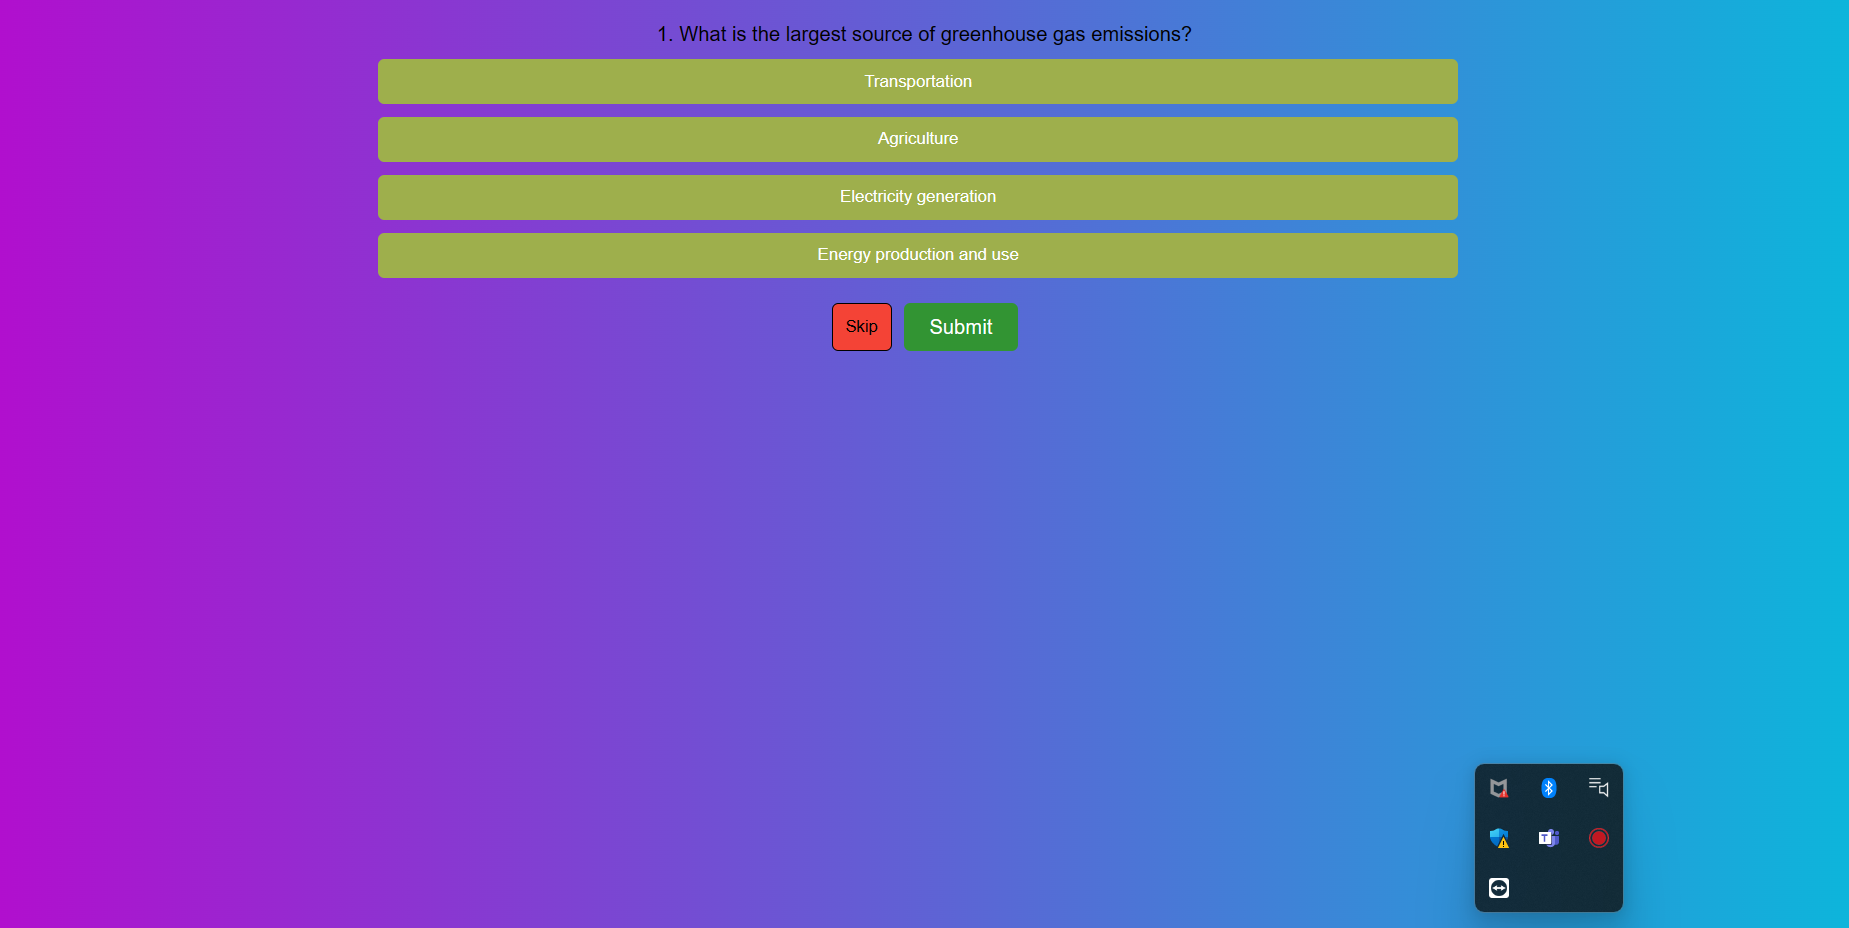 1. What is the largest source of greenhouse gas emissions?
Transportation
Agriculture
Electricity generation
Energy production and use
Skip
Submit